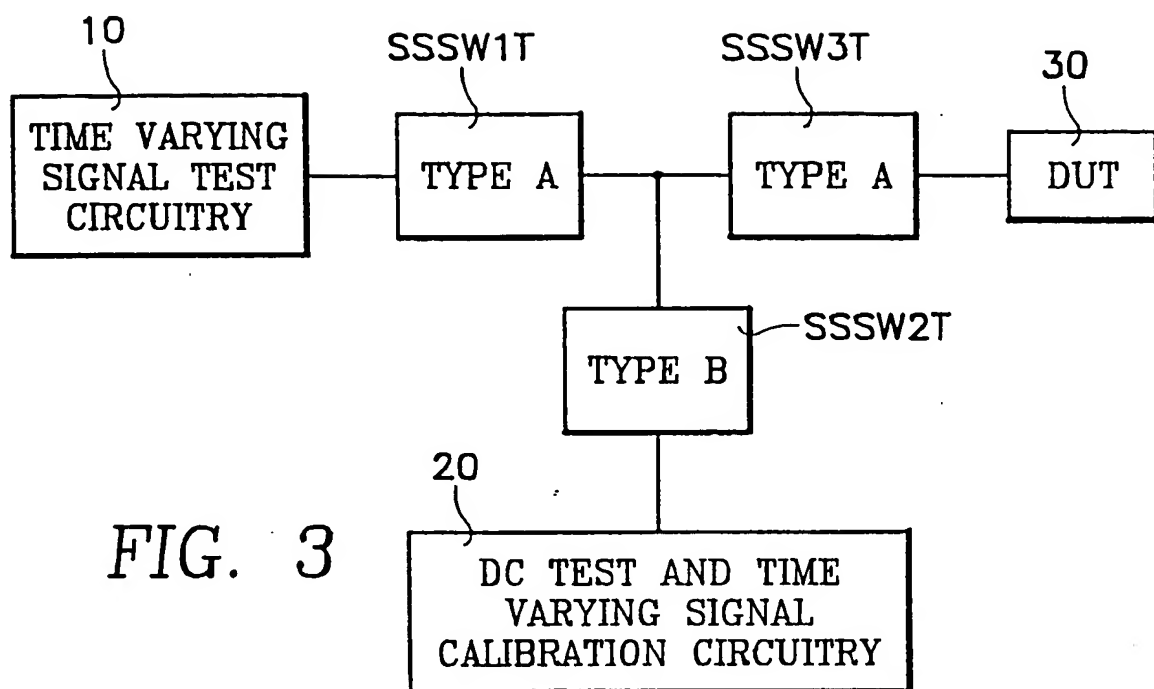 10
SSSW1T
SSSW3T
30
TIME VARYING
SIGNAL TEST
CIRCUITRY
TYPE A
TYPE A
DUT
TYPE B
SSSW2T
20
FIG. 3
DC TEST AND TIME
VARYING SIGNAL
CALIBRATION CIRCUITRY